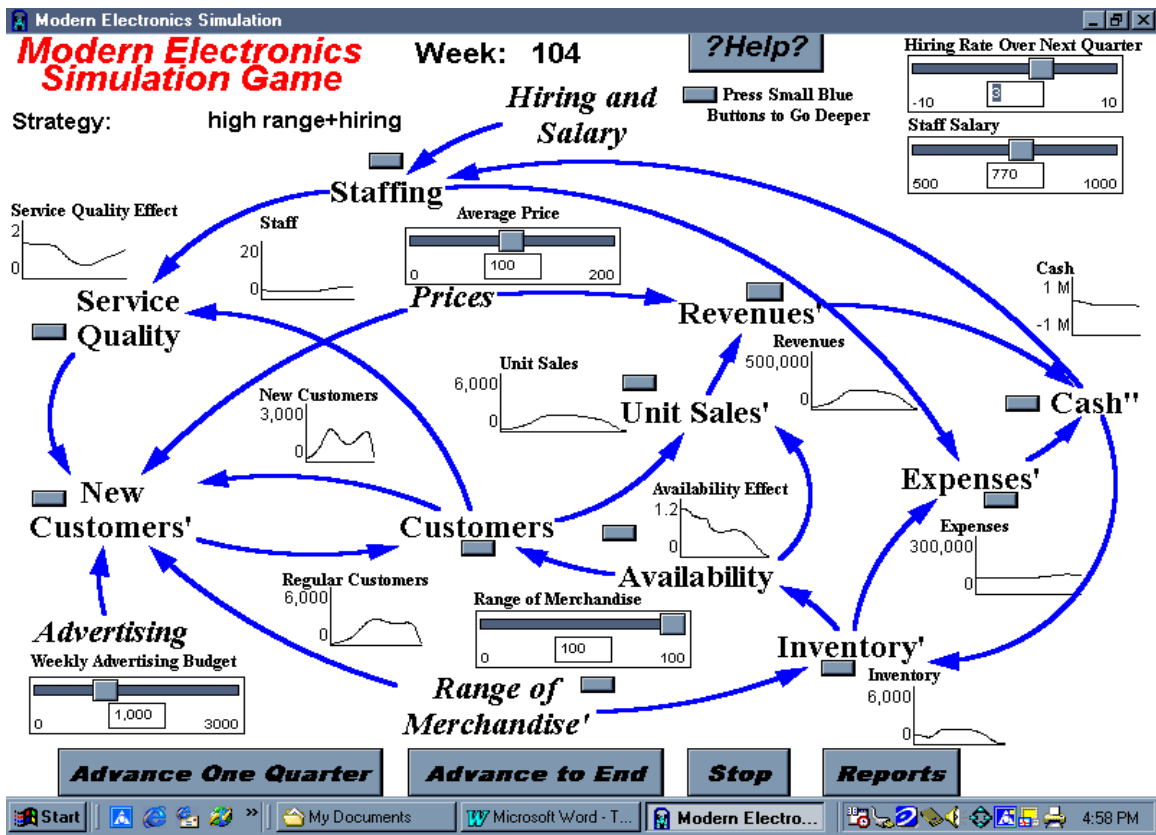 Modern Electronics Simulation
Modern Electronics
Simulation Game
Week: 104
?Help?
Hiring Rate Over Next Quarter
-10
3
10
Hiring and
Salary
Press Small Blue
Buttons to Go Deeper
Strategy:
high range+hiring
Staff Salary
500
770
1000
Staffing
Service Quality Effect
2
0
Staff
20
0
Average Price
0
100
200
Cash
1 M
-1 M
Service
Quality
Prices
Revenues'
Revenues
500,000
0
Unit Sales
6,000
0
Unit Sales'
Cash"
New Customers
3,000
0
New
Customers'
Customers
Availability Effect
1.2
0
Expenses'
Expenses
300,000
0
Availability
Regular Customers
6,000
0
Range of Merchandise
0
100
100
Advertising
Weekly Advertising Budget
0
1,000
3000
Inventory'
Inventory
6,000
0
Range of
Merchandise'
Advance One Quarter
Advance to End
Stop
Reports
Start
»
My Documents
Microsoft Word - T...
Modern Electro...
4:58 PM